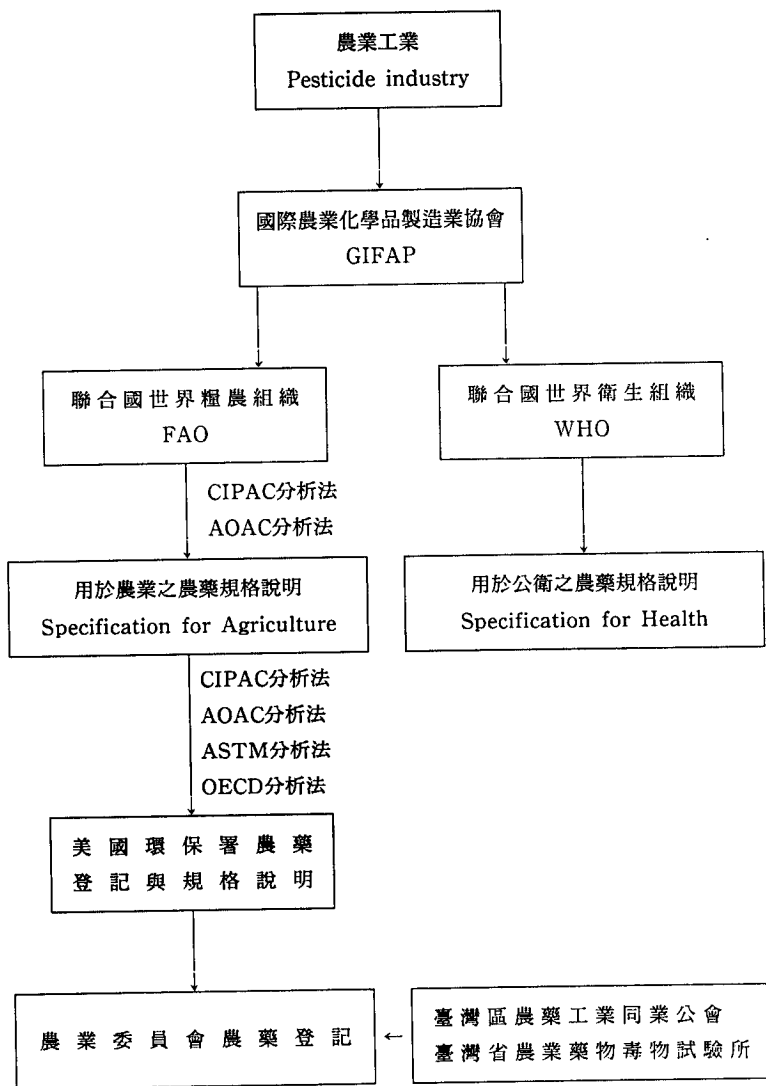 農業工業
Pesticide industry
國際農業化學品製造業協會
GIFAP
聯合國世界糧農組織
FAO
聯合國世界衛生組織
WHO
CIPAC分析法
AOAC分析法
用於農業之農藥規格說明
Specification for Agriculture
用於公衛之農藥規格說明
Specification for Health
CIPAC分析法
AOAC分析法
ASTM分析法
OECD分析法
美國環保署農藥
登記與規格說明
農業委員會農藥登記
←
臺灣區農藥工業同業公會
臺灣省農業藥物毒物試驗所